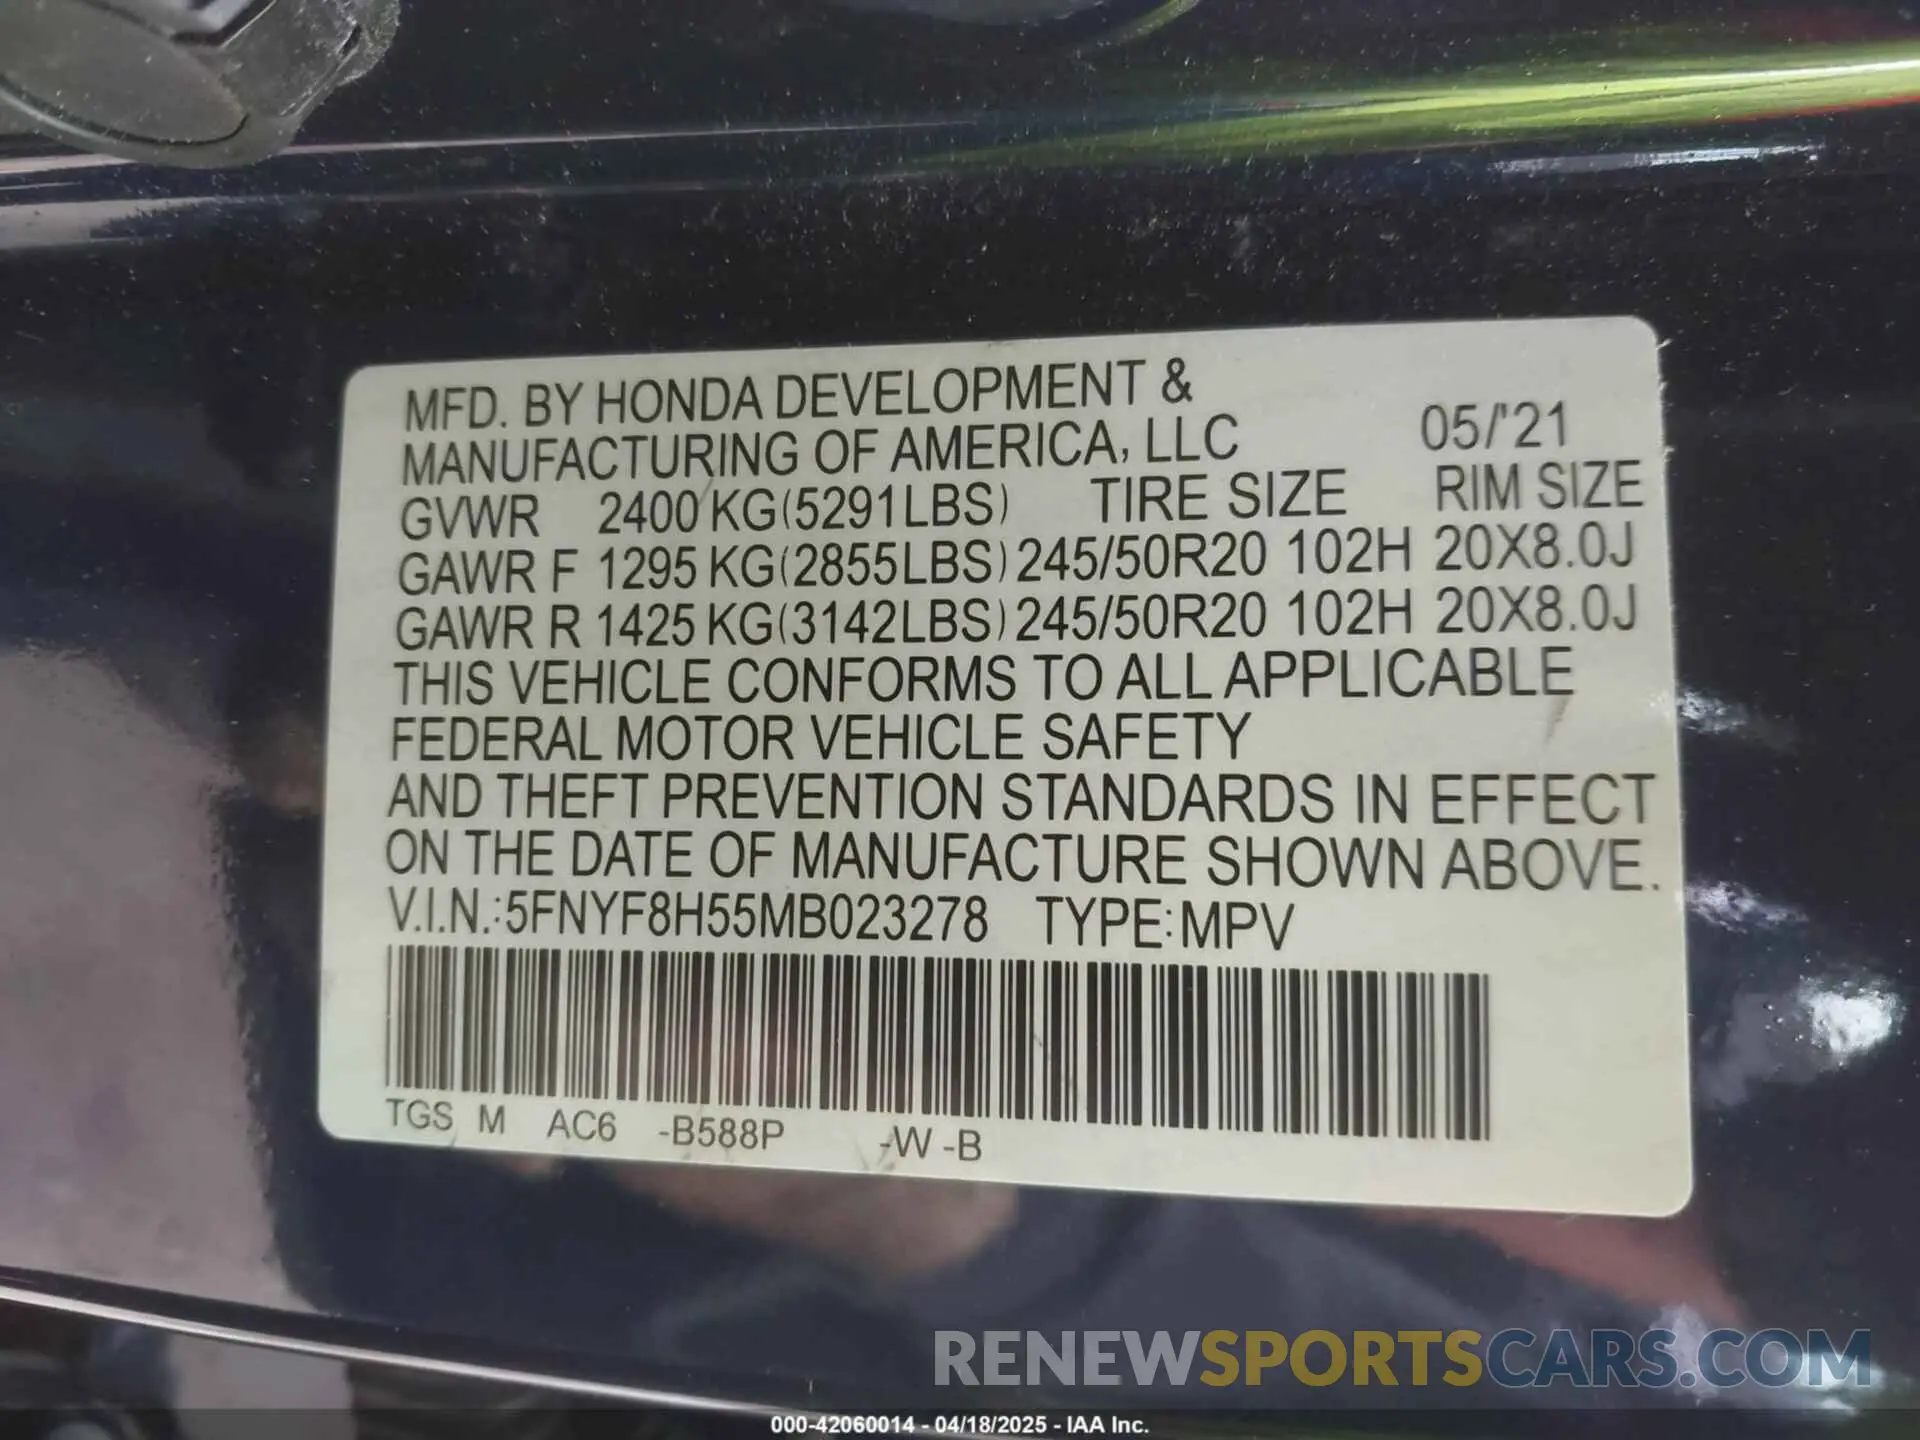 MFD. BY HONDA DEVELOPMENT &
MANUFACTURING OF AMERICA, LLC 05/'21
GVWR 2400 KG(5291LBS) TIRE SIZE RIM SIZE
GAWR F 1295 KG(2855LBS) 245/50R20 102H 20X8.0J
GAWR R 1425 KG(3142LBS) 245/50R20 102H 20X8.0J
THIS VEHICLE CONFORMS TO ALL APPLICABLE
FEDERAL MOTOR VEHICLE SAFETY
AND THEFT PREVENTION STANDARDS IN EFFECT
ON THE DATE OF MANUFACTURE SHOWN ABOVE.
V.I.N.:5FNYF8H55MB023278 TYPE:MPV
TGS M AC6 -B588P -W -B
RENEWSPORTSCARS.COM
000-42060014 - 04/18/2025 - IAA Inc.